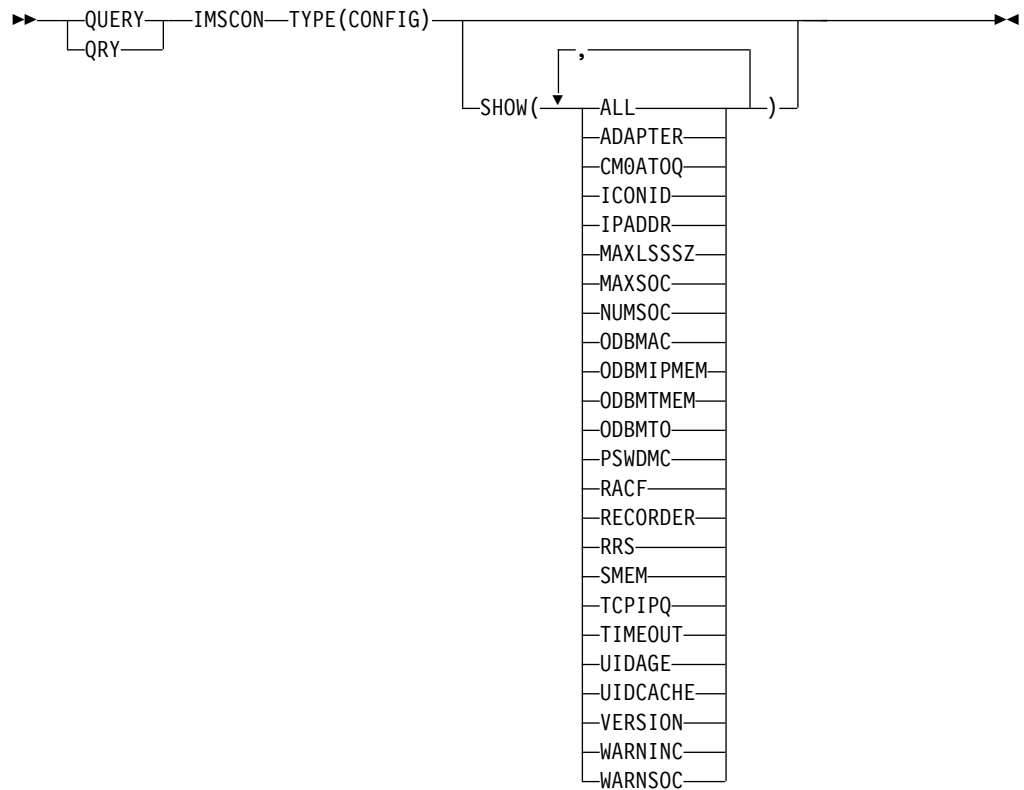 QUERY IMSCON TYPE(CONFIG)
QRY
,
SHOW( ALL )
ADAPTER
CM0ATOQ
ICONID
IPADDR
MAXLSSSZ
MAXSOC
NUMSOC
ODBMAC
ODBMIPMEM
ODBMTMEM
ODBMTO
PSWDMC
RACF
RECORDER
RRS
SMEM
TCPIPQ
TIMEOUT
UIDAGE
UIDCACHE
VERSION
WARNINC
WARNSOC